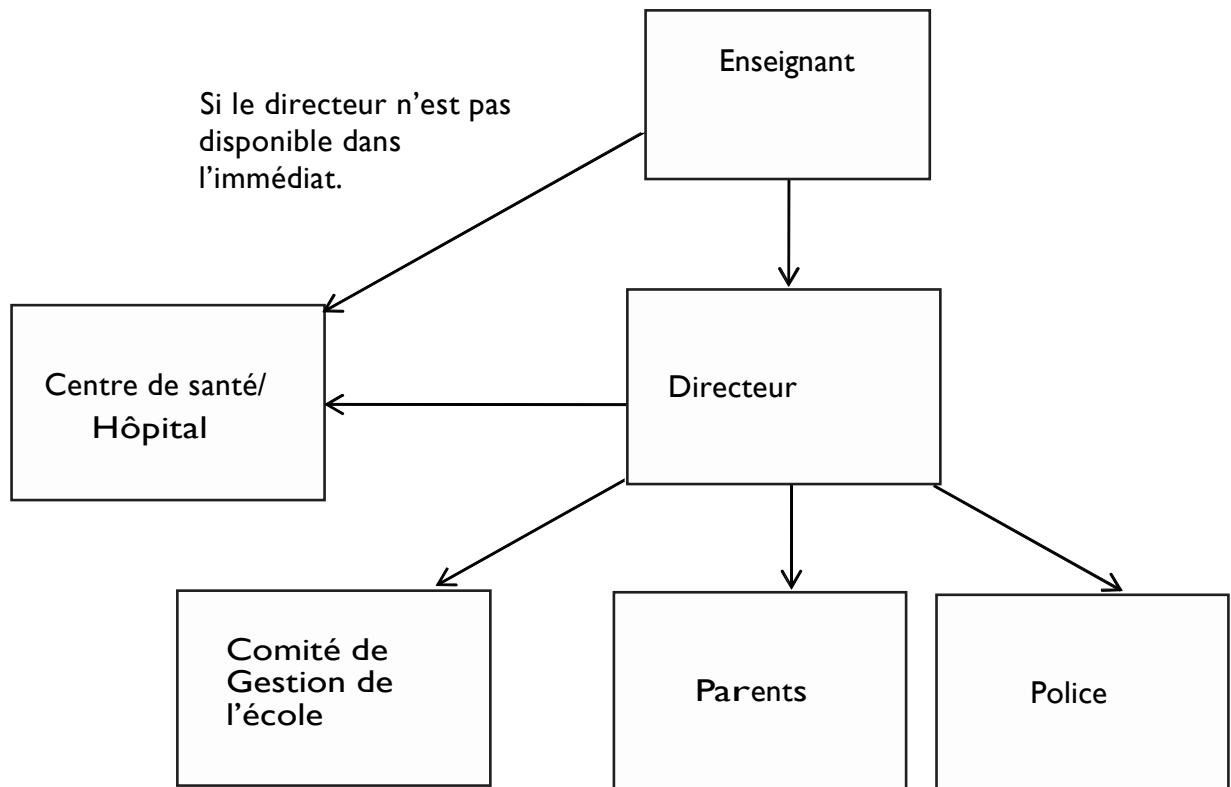 Enseignant
Si le directeur n’est pas
disponible dans
l’immédiat.
Centre de santé/
Hôpital
Directeur
Comité de
Gestion de
l’école
Parents
Police